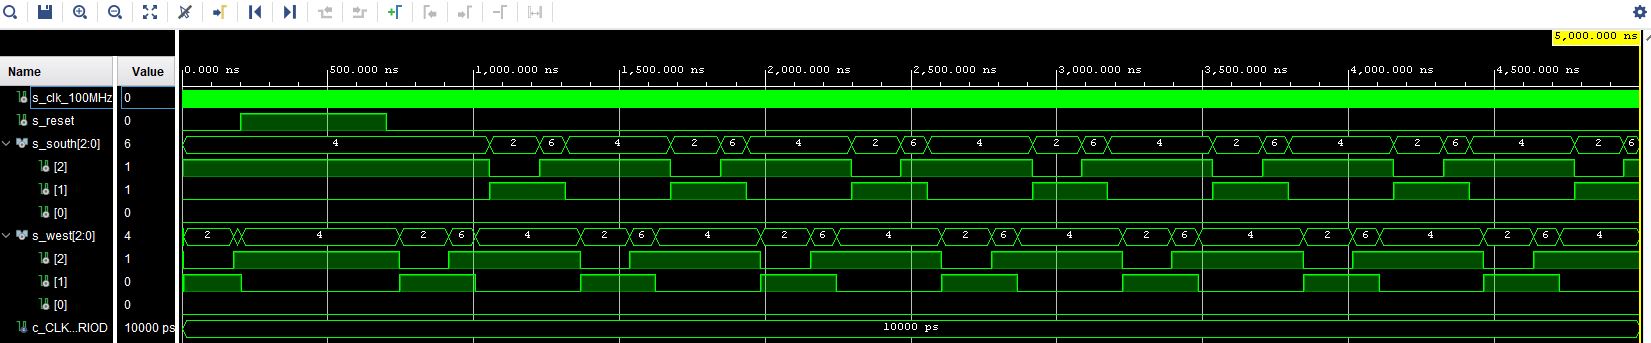 5,000.000 ns
Name Value 0.000 ns 500.000 ns 1,000.000 ns 1,500.000 ns 2,000.000 ns 2,500.000 ns 3,000.000 ns 3,500.000 ns 4,000.000 ns 4,500.000 ns
s_clk_100MHz 0
s_reset 0
s_south[2:0] 6 4 2 6 4 2 6 4 2 6 4 2 6 4 2 6 4 2 6 4 2 6
[2] 1
[1] 1
[0] 0
s_west[2:0] 4 2 4 2 6 4 2 6 4 2 6 4 2 6 4 2 6 4 2 6 4 2 6 4
[2] 1
[1] 0
[0] 0
c_CLK...RIOD 10000 ps 10000 ps